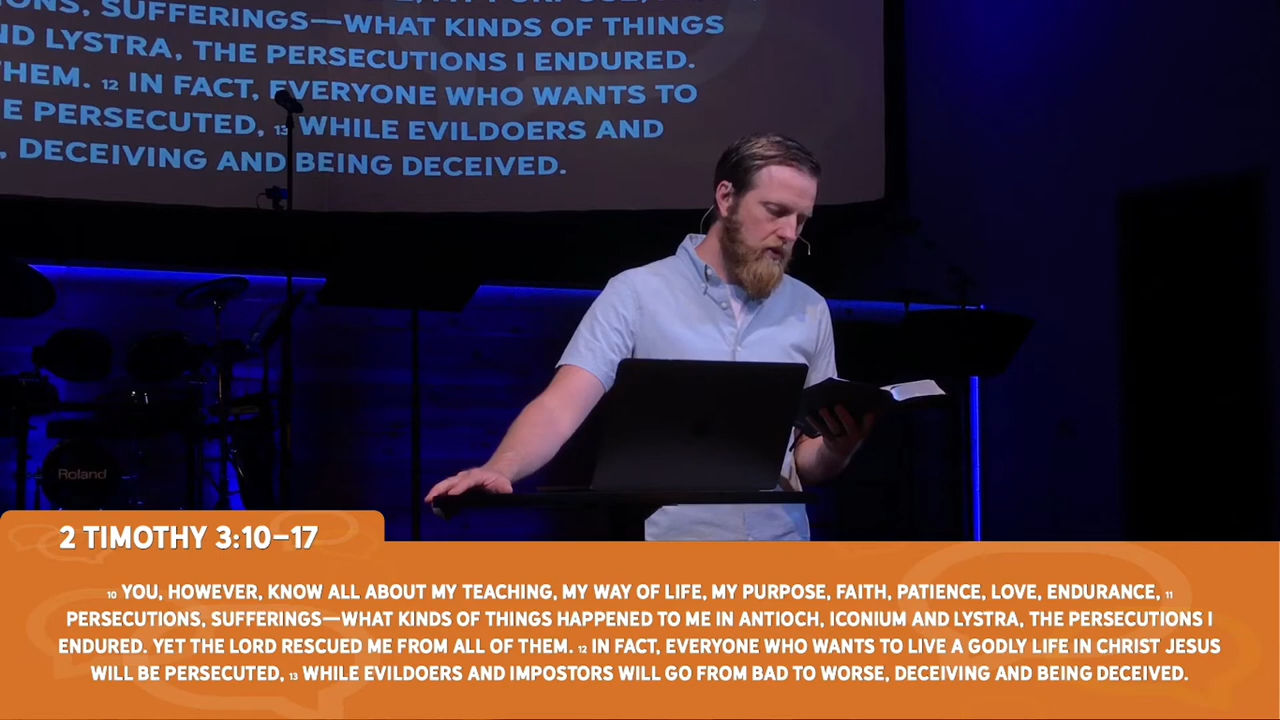 SUFFERINGS—WHAT KINDS OF THINGS
LYSTRA, THE PERSECUTIONS I ENDURED.
THEM. 12 IN FACT, EVERYONE WHO WANTS TO
E PERSECUTED, 13 WHILE EVILDOERS AND
, DECEIVING AND BEING DECEIVED.
Roland
2 TIMOTHY 3:10–17
10 YOU, HOWEVER, KNOW ALL ABOUT MY TEACHING, MY WAY OF LIFE, MY PURPOSE, FAITH, PATIENCE, LOVE, ENDURANCE, 11
PERSECUTIONS, SUFFERINGS—WHAT KINDS OF THINGS HAPPENED TO ME IN ANTIOCH, ICONIUM AND LYSTRA, THE PERSECUTIONS I
ENDURED. YET THE LORD RESCUED ME FROM ALL OF THEM. 12 IN FACT, EVERYONE WHO WANTS TO LIVE A GODLY LIFE IN CHRIST JESUS
WILL BE PERSECUTED, 13 WHILE EVILDOERS AND IMPOSTORS WILL GO FROM BAD TO WORSE, DECEIVING AND BEING DECEIVED.